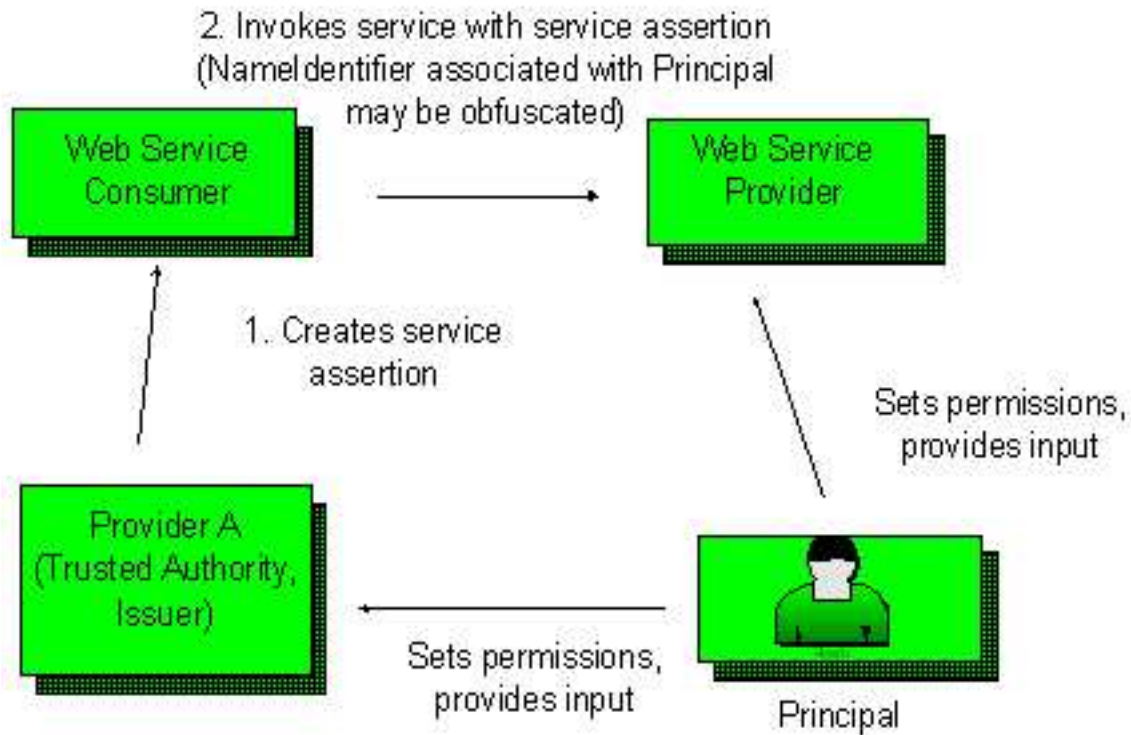 2. Invokes service with service assertion
(NameIdentifier associated with Principal
may be obfuscated)
Web Service
Consumer
Web Service
Provider
1. Creates service
assertion
Sets permissions,
provides input
Provider A
(Trusted Authority,
Issuer)
Sets permissions,
provides input
Principal